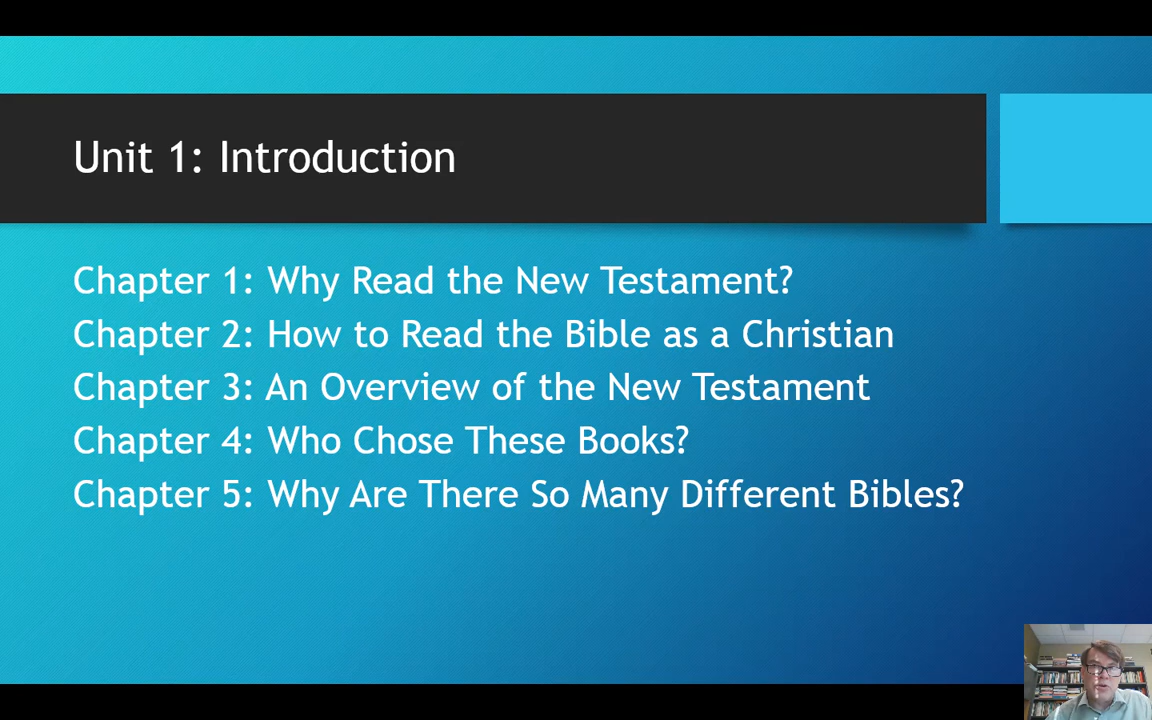 Unit 1: Introduction
Chapter 1: Why Read the New Testament?
Chapter 2: How to Read the Bible as a Christian
Chapter 3: An Overview of the New Testament
Chapter 4: Who Chose These Books?
Chapter 5: Why Are There So Many Different Bibles?